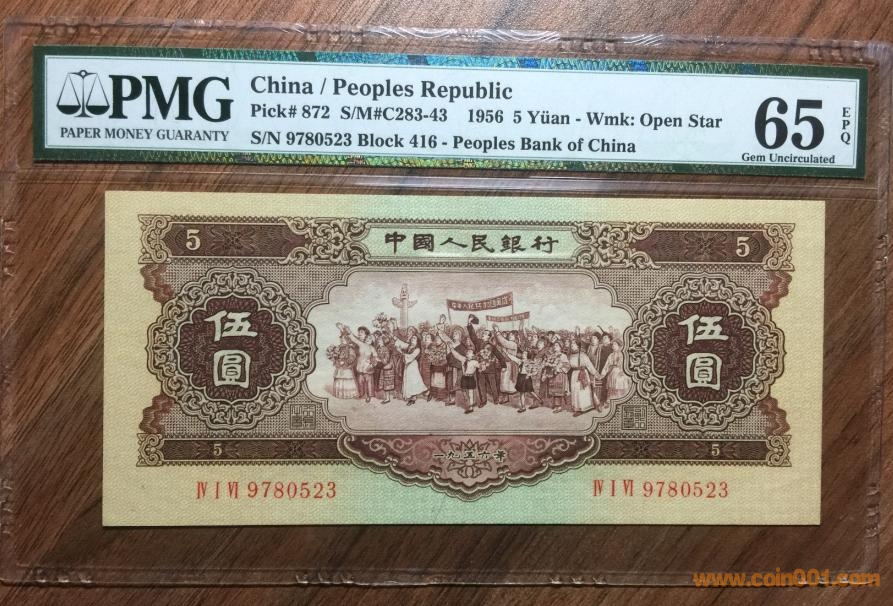 PMG
PAPER MONEY GUARANTY
China / Peoples Republic
Pick# 872 S/M#C283-43 1956 5 Yüan - Wmk: Open Star
S/N 9780523 Block 416 - Peoples Bank of China
65
EPQ
Gem Uncirculated
5
中國人民銀行
5
伍圓
伍圓
5
一九五六年
5
Ⅳ Ⅰ Ⅵ 9780523
Ⅳ Ⅰ Ⅵ 9780523
www.coin001.com